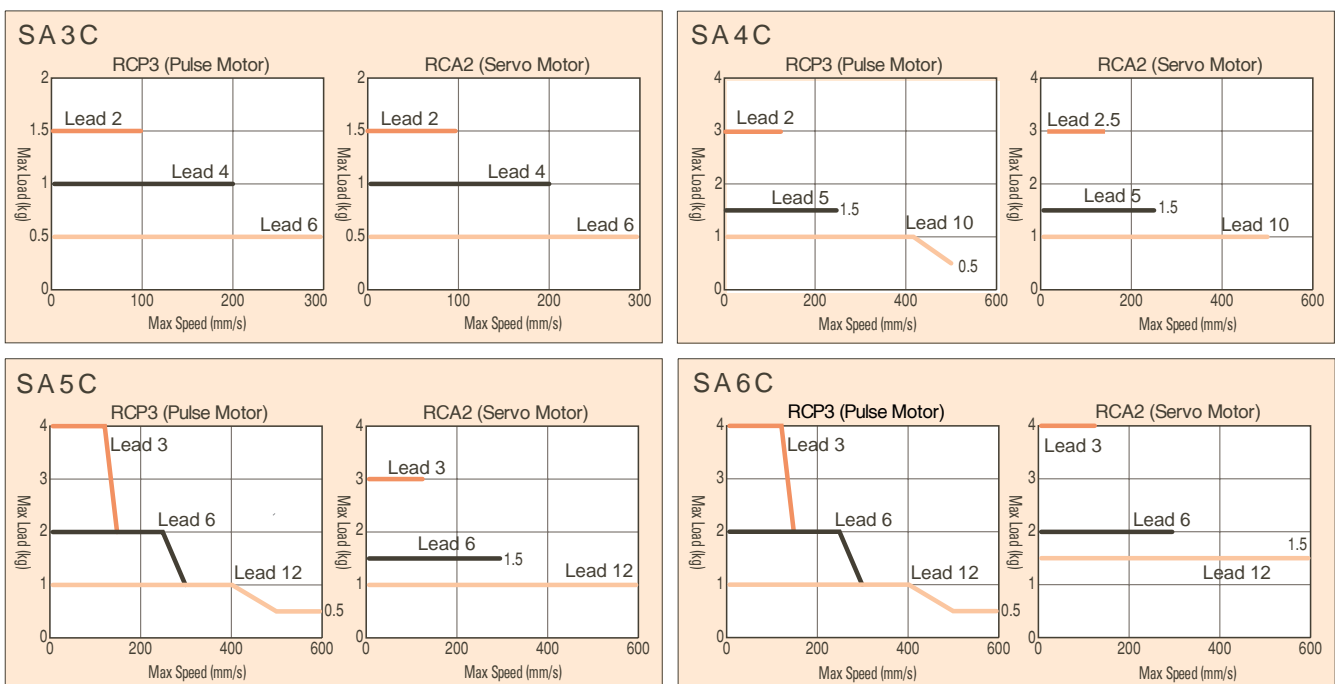 SA3C
RCP3 (Pulse Motor)
2
1.5
1
0.5
0
Max Load (kg)
Lead 2
Lead 4
Lead 6
0 100 200 300
Max Speed (mm/s)
RCA2 (Servo Motor)
2
1.5
1
0.5
0
Max Load (kg)
Lead 2
Lead 4
Lead 6
0 100 200 300
Max Speed (mm/s)
SA4C
RCP3 (Pulse Motor)
4
3
2
1
0
Max Load (kg)
Lead 2
Lead 5
1.5
Lead 10
0.5
0 200 400 600
Max Speed (mm/s)
RCA2 (Servo Motor)
4
3
2
1
0
Max Load (kg)
Lead 2.5
Lead 5
1.5
Lead 10
0 200 400 600
Max Speed (mm/s)
SA5C
RCP3 (Pulse Motor)
4
3
2
1
0
Max Load (kg)
Lead 3
Lead 6
Lead 12
0.5
0 200 400 600
Max Speed (mm/s)
RCA2 (Servo Motor)
4
3
2
1
0
Max Load (kg)
Lead 3
Lead 6
1.5
Lead 12
0 200 400 600
Max Speed (mm/s)
SA6C
RCP3 (Pulse Motor)
4
3
2
1
0
Max Load (kg)
Lead 3
Lead 6
Lead 12
0.5
0 200 400 600
Max Speed (mm/s)
RCA2 (Servo Motor)
4
3
2
1
0
Max Load (kg)
Lead 3
Lead 6
1.5
Lead 12
0 200 400 600
Max Speed (mm/s)